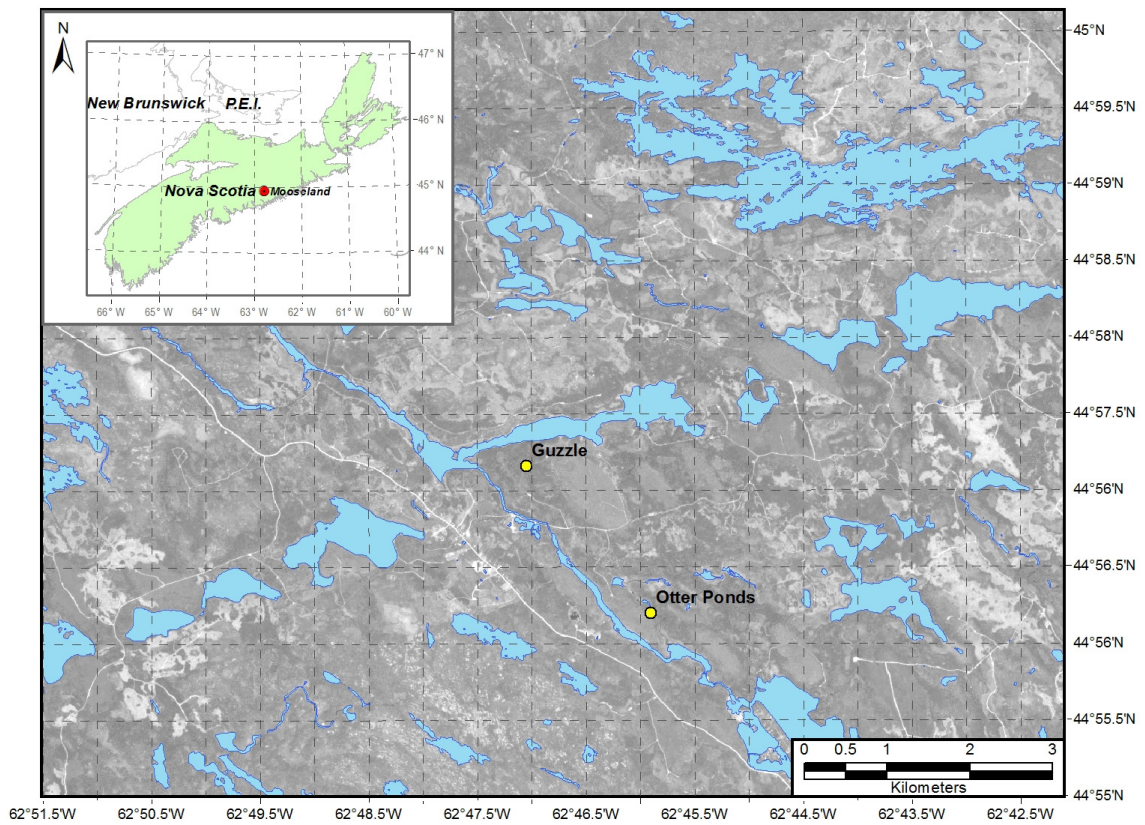 N
47° N
46° N
45° N
44° N
New Brunswick P.E.I.
Nova Scotia Mooseland
66° W 65° W 64° W 63° W 62° W 61° W 60° W
45°N
44°59.5'N
44°59'N
44°58.5'N
44°58'N
44°57.5'N
44°56'N
44°56.5'N
44°56'N
44°55.5'N
44°55'N
Guzzle
Otter Ponds
0 0.5 1 2 3
Kilometers
62°51.5'W 62°50.5'W 62°49.5'W 62°48.5'W 62°47.5'W 62°46.5'W 62°45.5'W 62°44.5'W 62°43.5'W 62°42.5'W